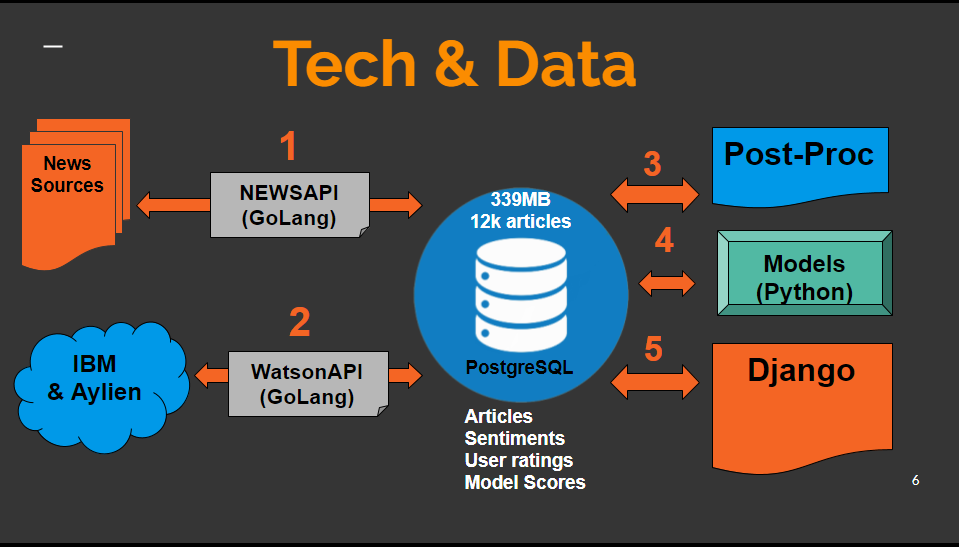 Tech & Data
1
News
Sources
NEWSAPI
(GoLang)
2
IBM
& Aylien
WatsonAPI
(GoLang)
339MB
12k articles
PostgreSQL
Articles
Sentiments
User ratings
Model Scores
3
Post-Proc
4
Models
(Python)
5
Django
6